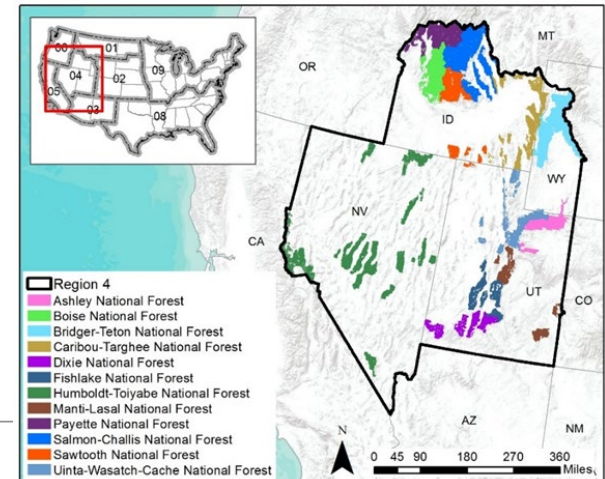 00
01
02
09
04
05
03
08
OR
MT
ID
WY
NV
CA
UT
CO
AZ
NM
Region 4
Ashley National Forest
Boise National Forest
Bridger-Teton National Forest
Caribou-Targhee National Forest
Dixie National Forest
Fishlake National Forest
Humboldt-Toiyabe National Forest
Manti-Lasal National Forest
Payette National Forest
Salmon-Challis National Forest
Sawtooth National Forest
Uinta-Wasatch-Cache National Forest
N
0 45 90 180 270 360
Miles